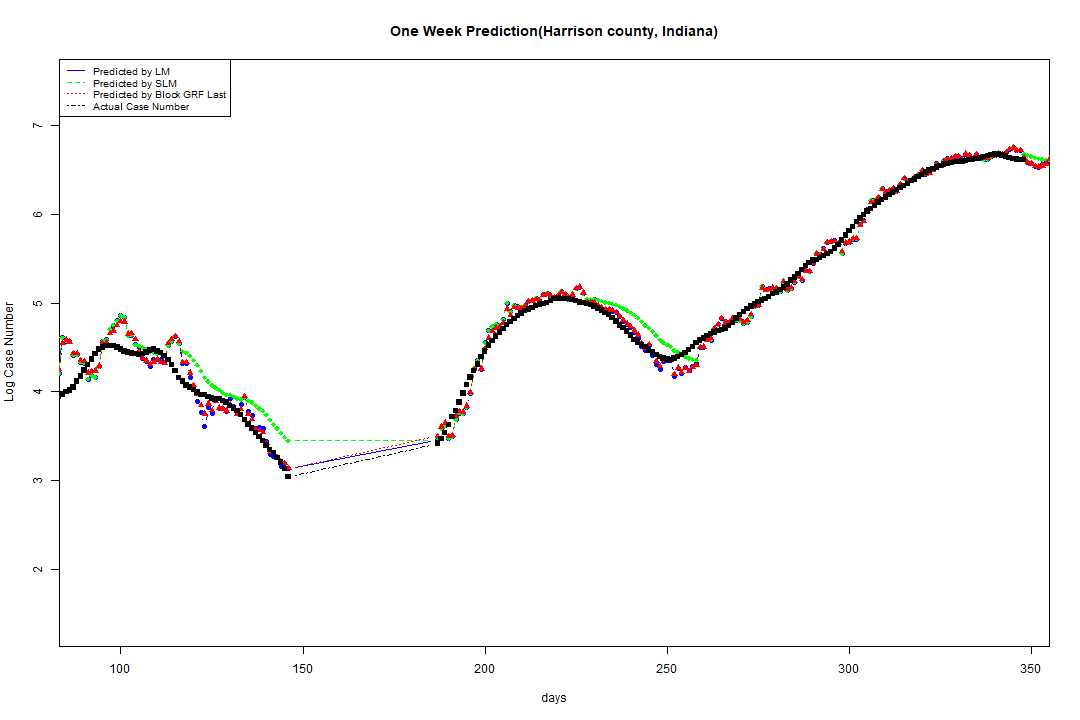 One Week Prediction(Harrison county, Indiana)
Predicted by LM
Predicted by SLM
Predicted by Block GRF Last
Actual Case Number
7
6
5
4
3
2
Log Case Number
100 150 200 250 300 350
days